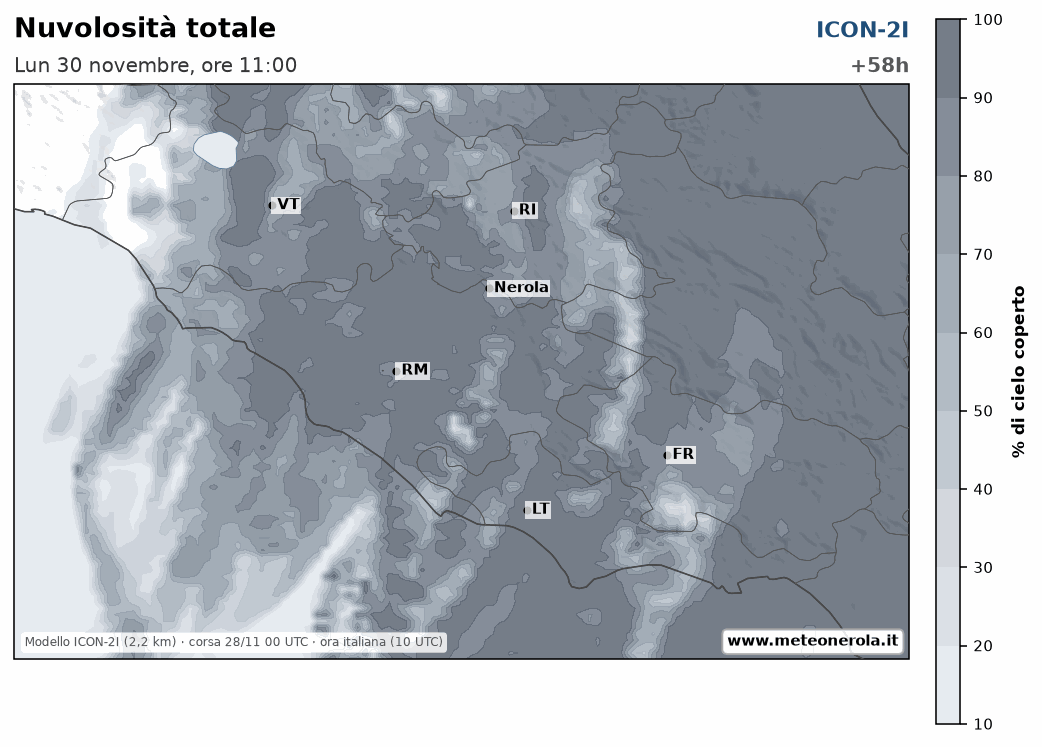 Nuvolosità totale
ICON-2I
Lun 30 novembre, ore 11:00
+58h
VT
RI
Nerola
RM
FR
LT
Modello ICON-2I (2,2 km) · corsa 28/11 00 UTC · ora italiana (10 UTC)
www.meteonerola.it
100
90
80
70
60
50
40
30
20
10
% di cielo coperto